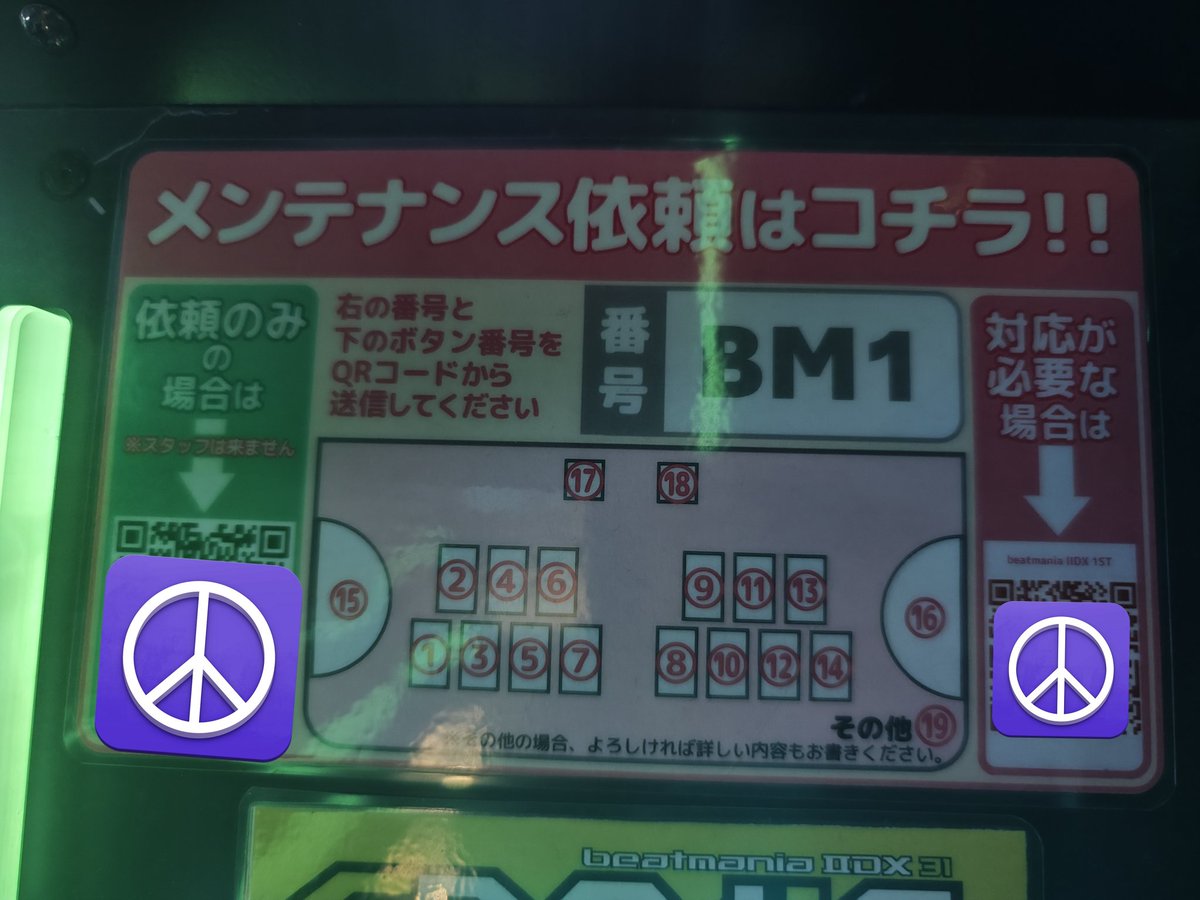 メンテナンス依頼はコチラ!!
依頼のみ
の
場合は
※スタッフは来ません
右の番号と
下のボタン番号を
QRコードから
送信してください
番号
BM1
対応が
必要な
場合は
beatmania IIDX 1ST
⑰ ⑱
② ④ ⑥ ⑨ ⑪ ⑬
⑮ ⑯
① ③ ⑤ ⑦ ⑧ ⑩ ⑫ ⑭
その他 ⑲
※その他の場合、よろしければ詳しい内容もお書きください。
beatmania IIDX 31